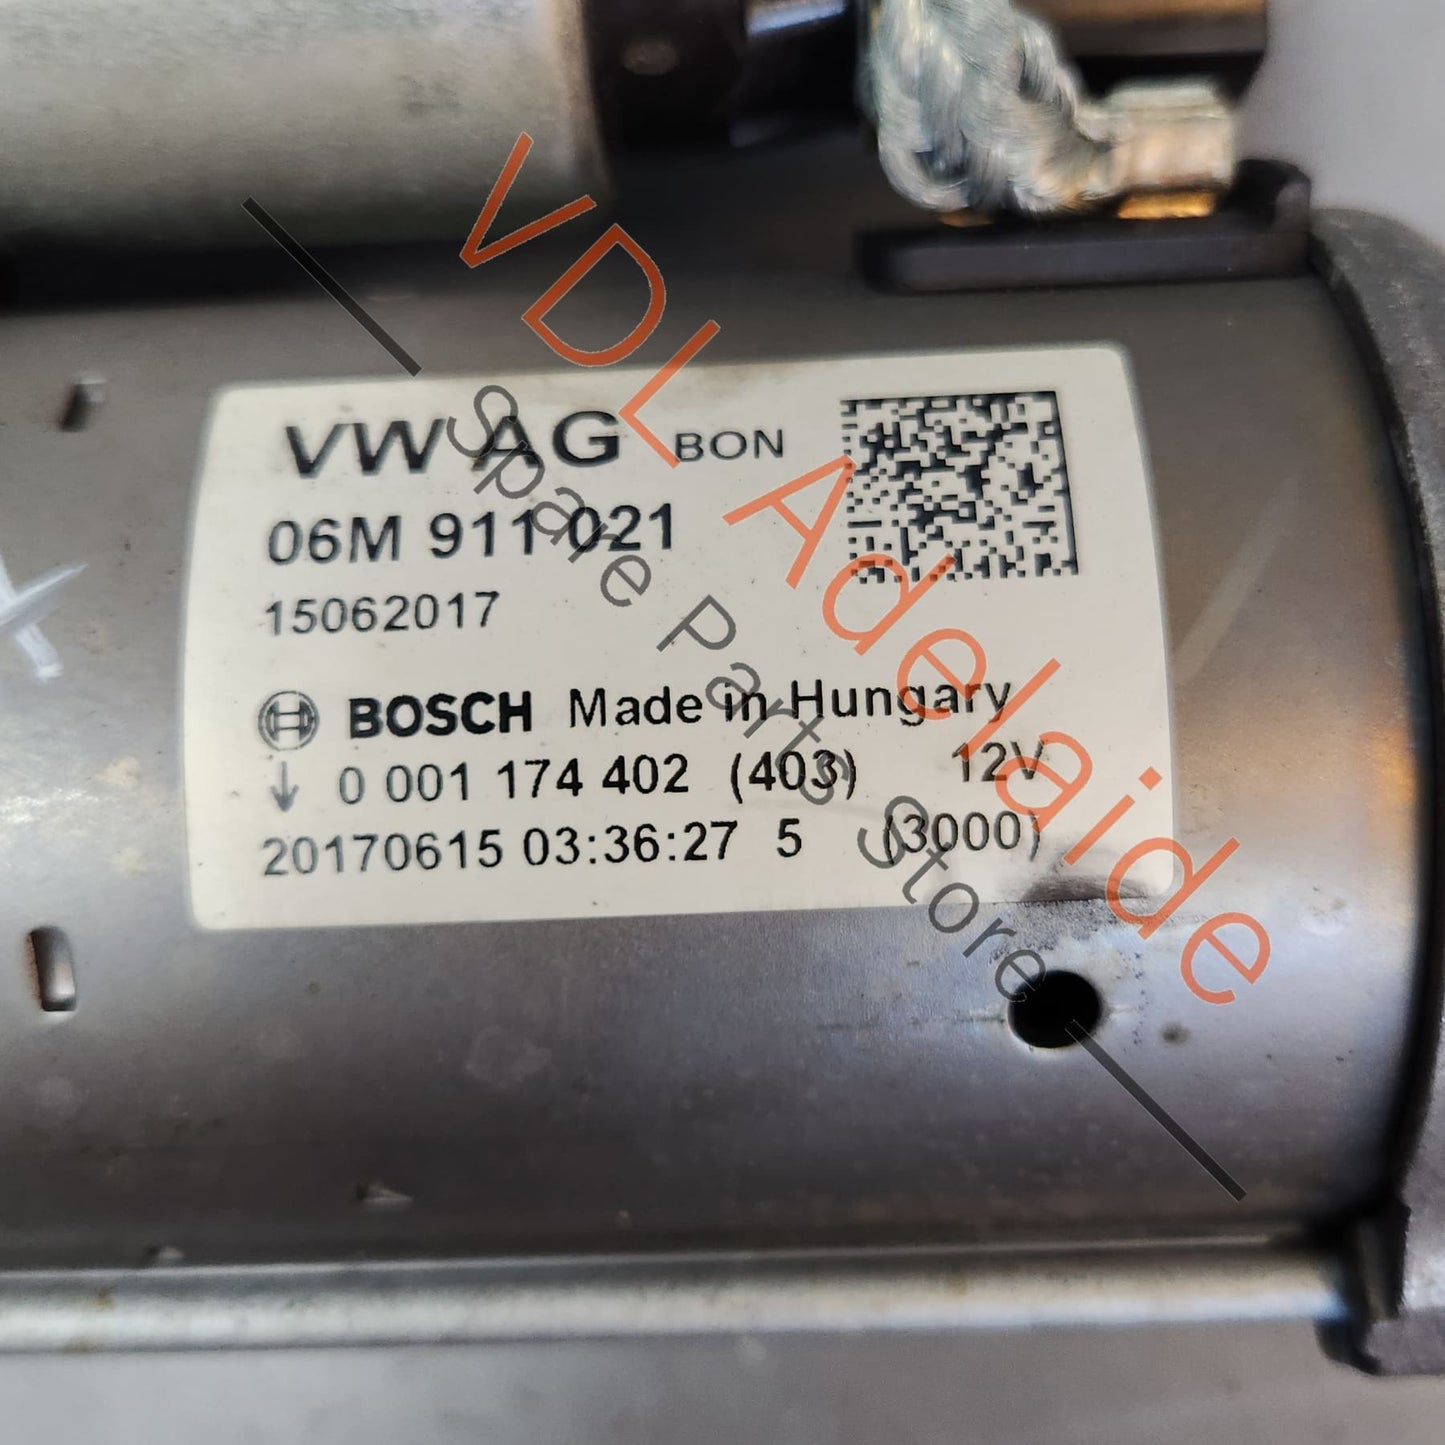 VW AG BON
06M 911 021
15062017
BOSCH Made in Hungary
↓ 0 001 174 402 (403) 12V
20170615 03:36:27 5 (3000)
VDL Adelaide
Spare Parts Store